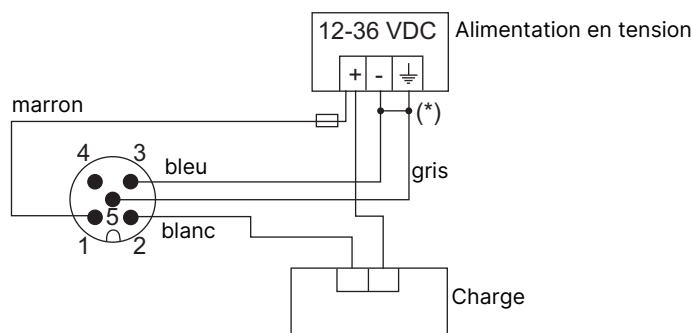 12-36 VDC
Alimentation en tension
+ -
marron
(*)
4 3
bleu
gris
5
blanc
1 2
Charge